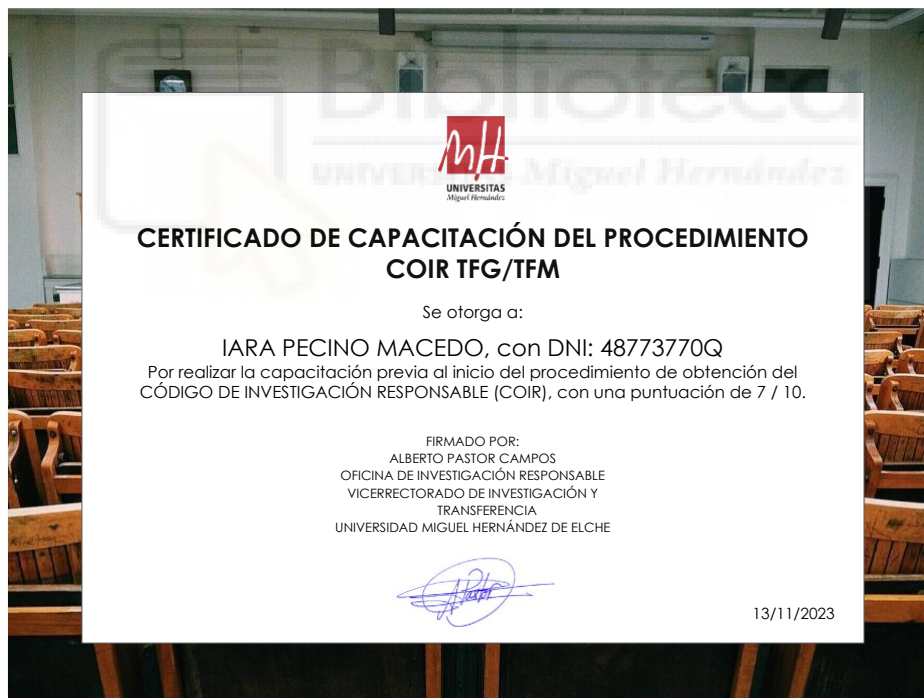 Biblioteca
UNIVERSITAS Miguel Hernández
UNIVERSITAS
Miguel Hernández
CERTIFICADO DE CAPACITACIÓN DEL PROCEDIMIENTO
COIR TFG/TFM
Se otorga a:
IARA PECINO MACEDO, con DNI: 48773770Q
Por realizar la capacitación previa al inicio del procedimiento de obtención del
CÓDIGO DE INVESTIGACIÓN RESPONSABLE (COIR), con una puntuación de 7 / 10.
FIRMADO POR:
ALBERTO PASTOR CAMPOS
OFICINA DE INVESTIGACIÓN RESPONSABLE
VICERRECTORADO DE INVESTIGACIÓN Y
TRANSFERENCIA
UNIVERSIDAD MIGUEL HERNÁNDEZ DE ELCHE
13/11/2023